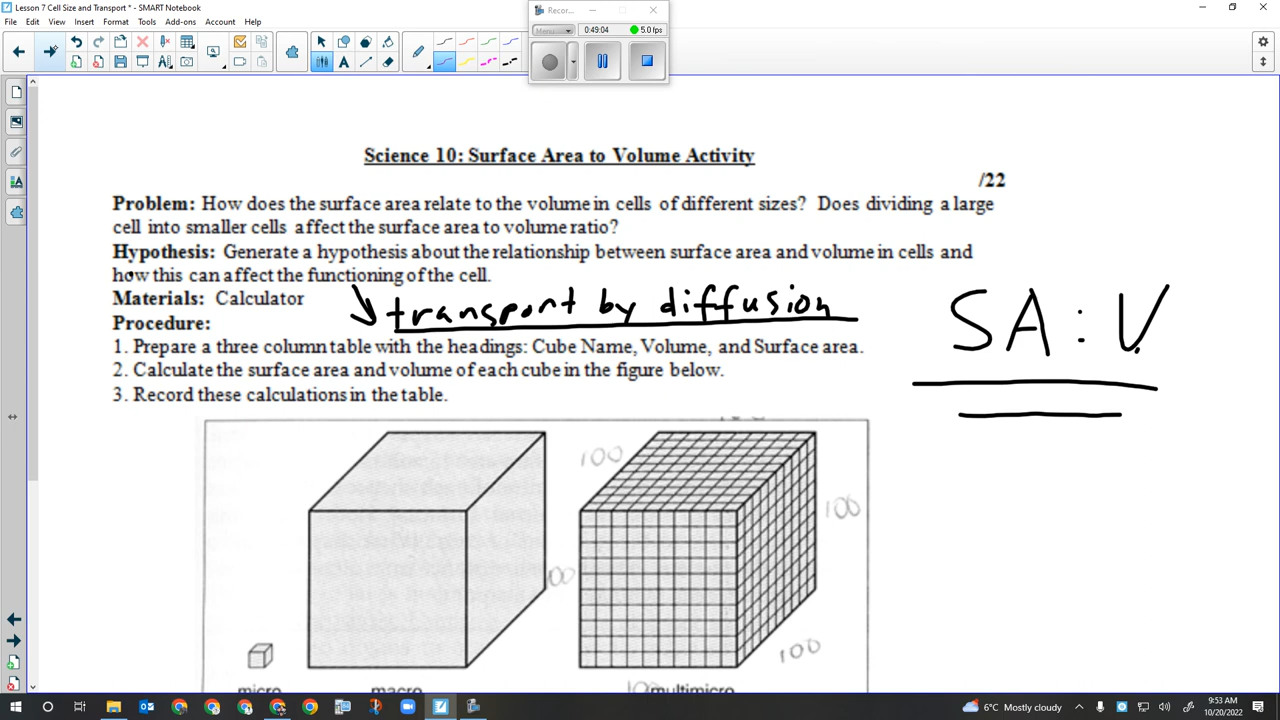 Lesson 7 Cell Size and Transport * - SMART Notebook
File Edit View Insert Format Tools Add-ons Account Help
Recor...
Menu
0:49:04
5.0 fps
Science 10: Surface Area to Volume Activity
/22
Problem: How does the surface area relate to the volume in cells of different sizes? Does dividing a large
cell into smaller cells affect the surface area to volume ratio?
Hypothesis: Generate a hypothesis about the relationship between surface area and volume in cells and
how this can affect the functioning of the cell.
Materials: Calculator
transport by diffusion
SA : V
Procedure:
1. Prepare a three column table with the headings: Cube Name, Volume, and Surface area.
2. Calculate the surface area and volume of each cube in the figure below.
3. Record these calculations in the table.
100
100
100
micro macro multimicro
6°C Mostly cloudy
9:53 AM
10/20/2022